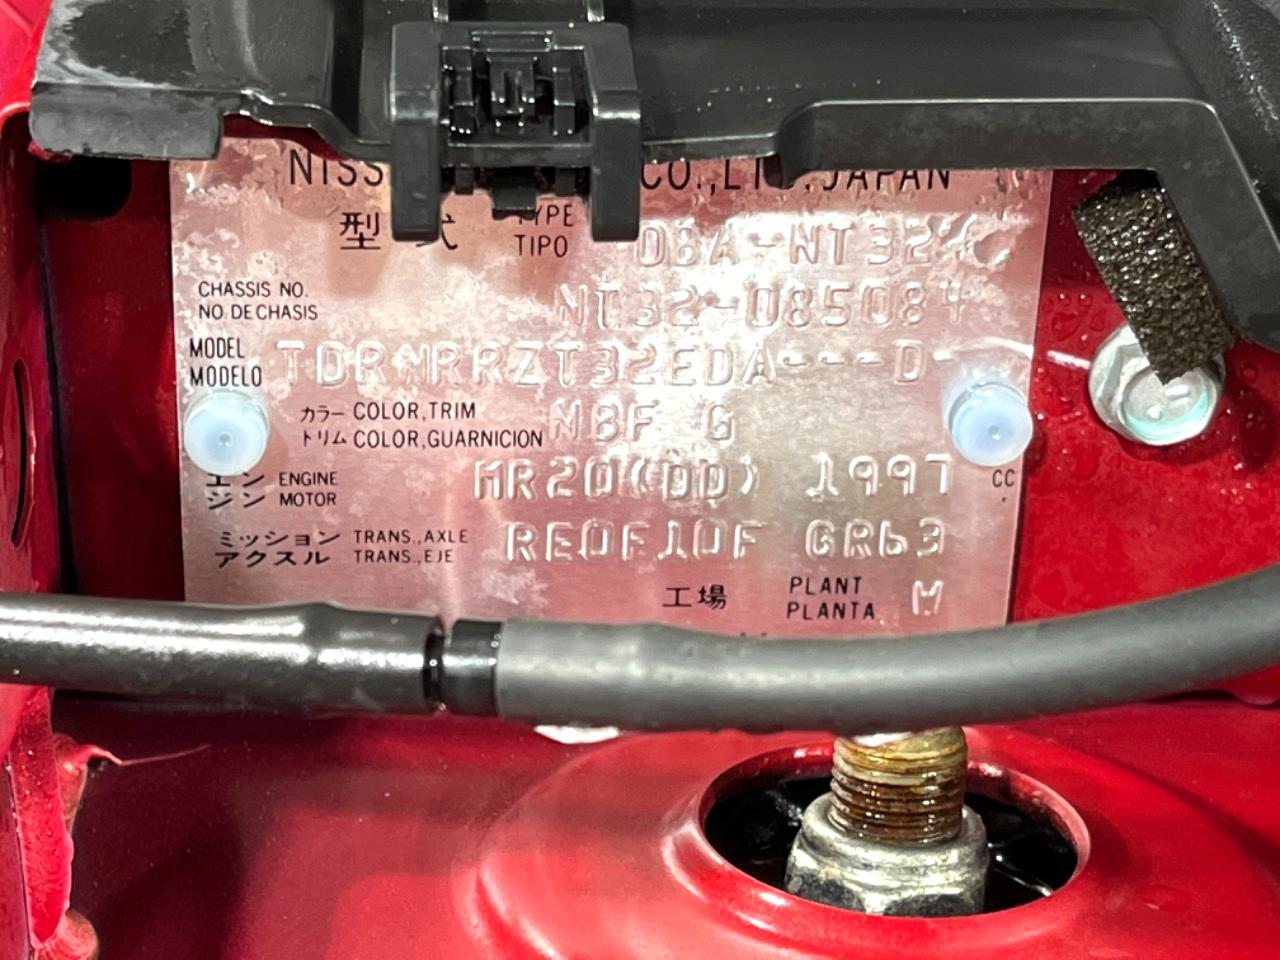 NISS CO.,LTD.,JAPAN
型式 TYPE TIPO DBA-NT32
CHASSIS NO. NT32-085084
NO DE CHASIS
MODEL TDRNRRZT32EDA---D-
MODELO
カラー COLOR,TRIM NBF G
トリム COLOR,GUARNICION
エン ENGINE MR20(DD) 1997 CC
ジン MOTOR
ミッション TRANS.,AXLE RE0F10F GR63
アクスル TRANS.,EJE
工場 PLANT M
PLANTA